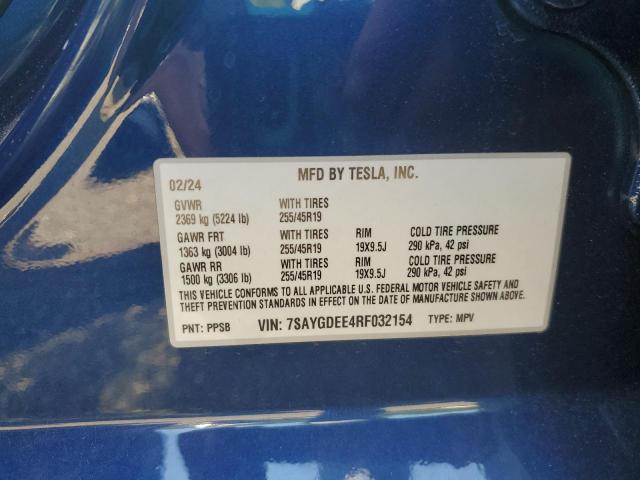 MFD BY TESLA, INC.
02/24
GVWR WITH TIRES
2369 kg (5224 lb) 255/45R19
GAWR FRT WITH TIRES RIM COLD TIRE PRESSURE
1363 kg (3004 lb) 255/45R19 19X9.5J 290 kPa, 42 psi
GAWR RR WITH TIRES RIM COLD TIRE PRESSURE
1500 kg (3306 lb) 255/45R19 19X9.5J 290 kPa, 42 psi
THIS VEHICLE CONFORMS TO ALL APPLICABLE U.S. FEDERAL MOTOR VEHICLE SAFETY
AND THEFT PREVENTION STANDARDS IN EFFECT ON THE DATE OF MANUFACTURE SHOWN ABOVE.
PNT: PPSB VIN: 7SAYGDEE4RF032154 TYPE: MPV